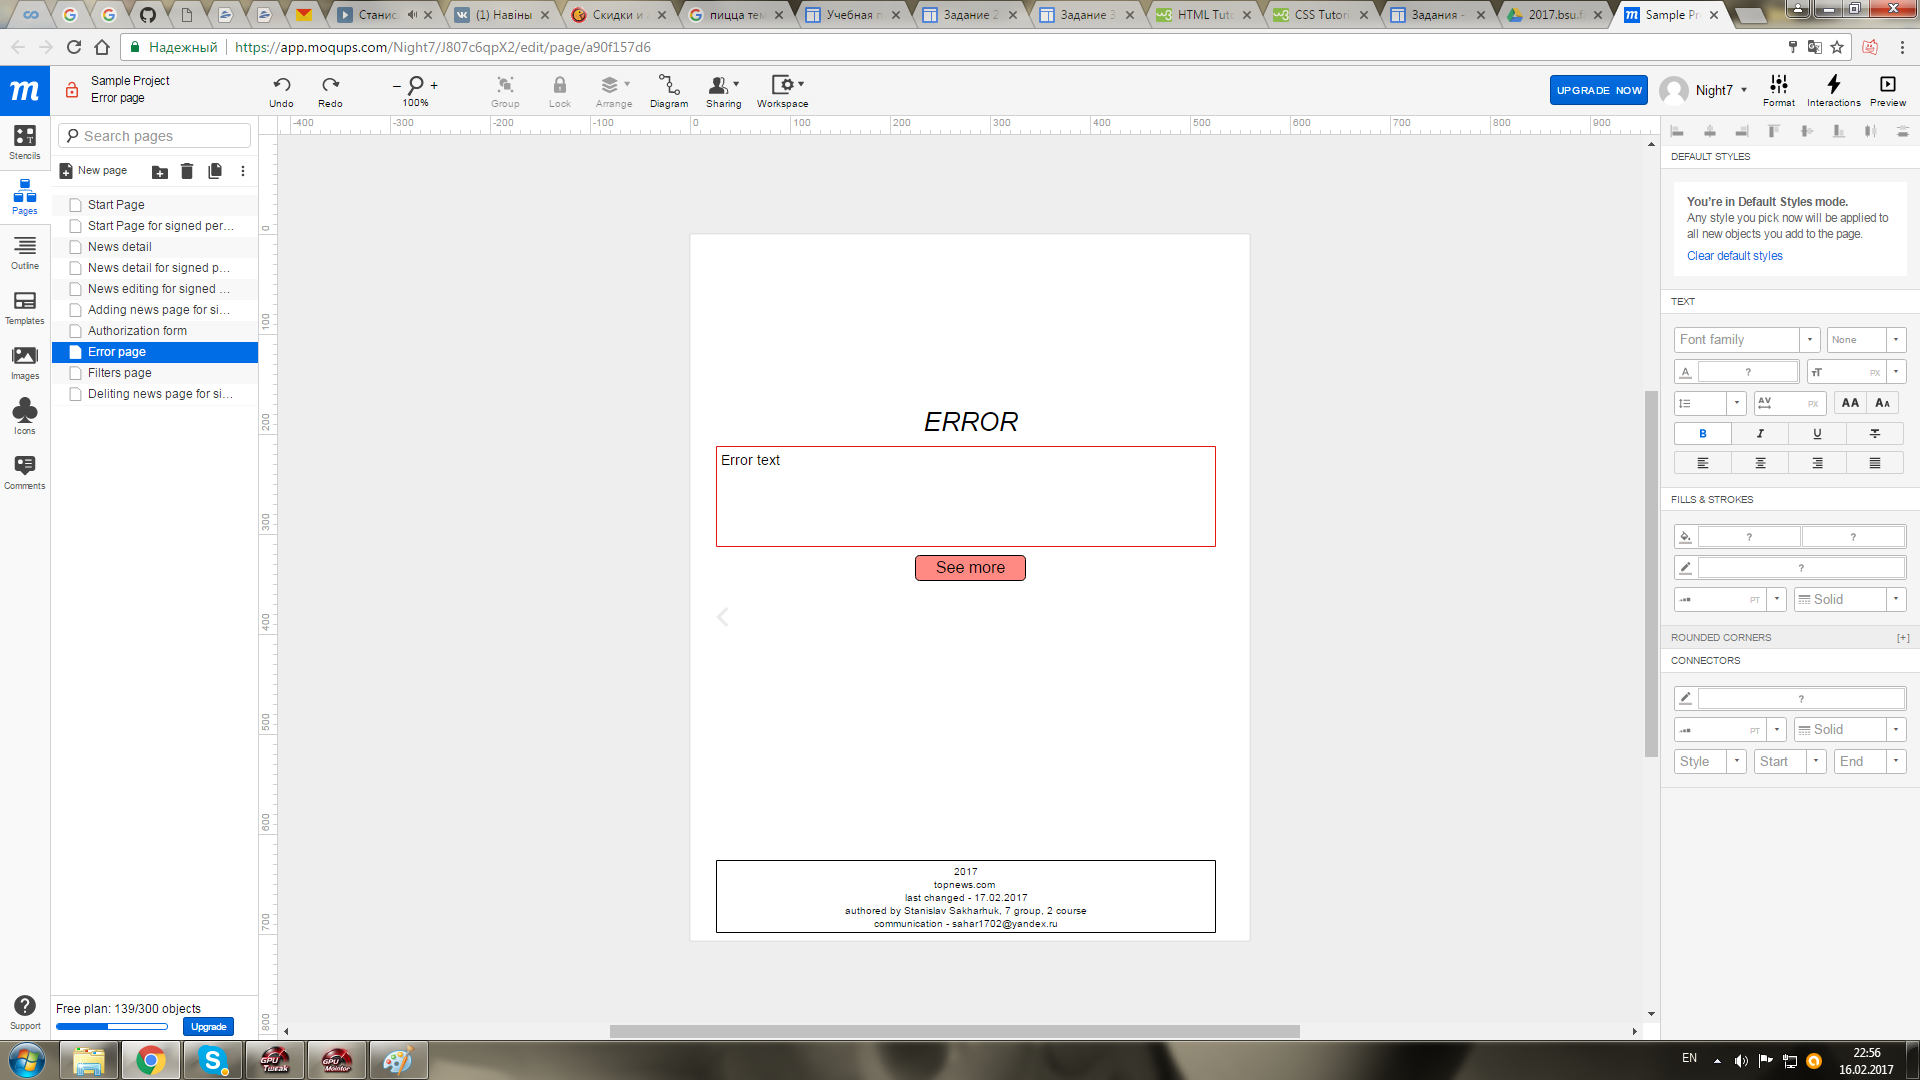 Станис
(1) Навіны
Скидки и
пицца тем
Учебная
Задание 2
Задание 3
HTML Tuto
CSS Tutori
Задания -
2017.bsu.fa
Sample Pr
Надежный
https://app.moqups.com/Night7/J807c6qpX2/edit/page/a90f157d6
m
Sample Project
Error page
Undo
Redo
100%
Group
Lock
Arrange
Diagram
Sharing
Workspace
UPGRADE NOW
Night7
Format
Interactions
Preview
Stencils
Pages
Outline
Templates
Images
Icons
Comments
Support
Search pages
New page
Start Page
Start Page for signed per...
News detail
News detail for signed p...
News editing for signed ...
Adding news page for si...
Authorization form
Error page
Filters page
Deliting news page for si...
Free plan: 139/300 objects
Upgrade
-400 -300 -200 -100 0 100 200 300 400 500 600 700 800 900
0 100 200 300 400 500 600 700 800
ERROR
Error text
See more
2017
topnews.com
last changed - 17.02.2017
authored by Stanislav Sakharhuk, 7 group, 2 course
communication - sahar1702@yandex.ru
DEFAULT STYLES
You're in Default Styles mode.
Any style you pick now will be applied to
all new objects you add to the page.
Clear default styles
TEXT
Font family
None
A ? тT PX
AV PX AA AA
B I U T
FILLS & STROKES
? ?
?
PT Solid
ROUNDED CORNERS [+]
CONNECTORS
?
PT Solid
Style Start End
GPU Tweak
GPU Monitor
EN
22:56
16.02.2017